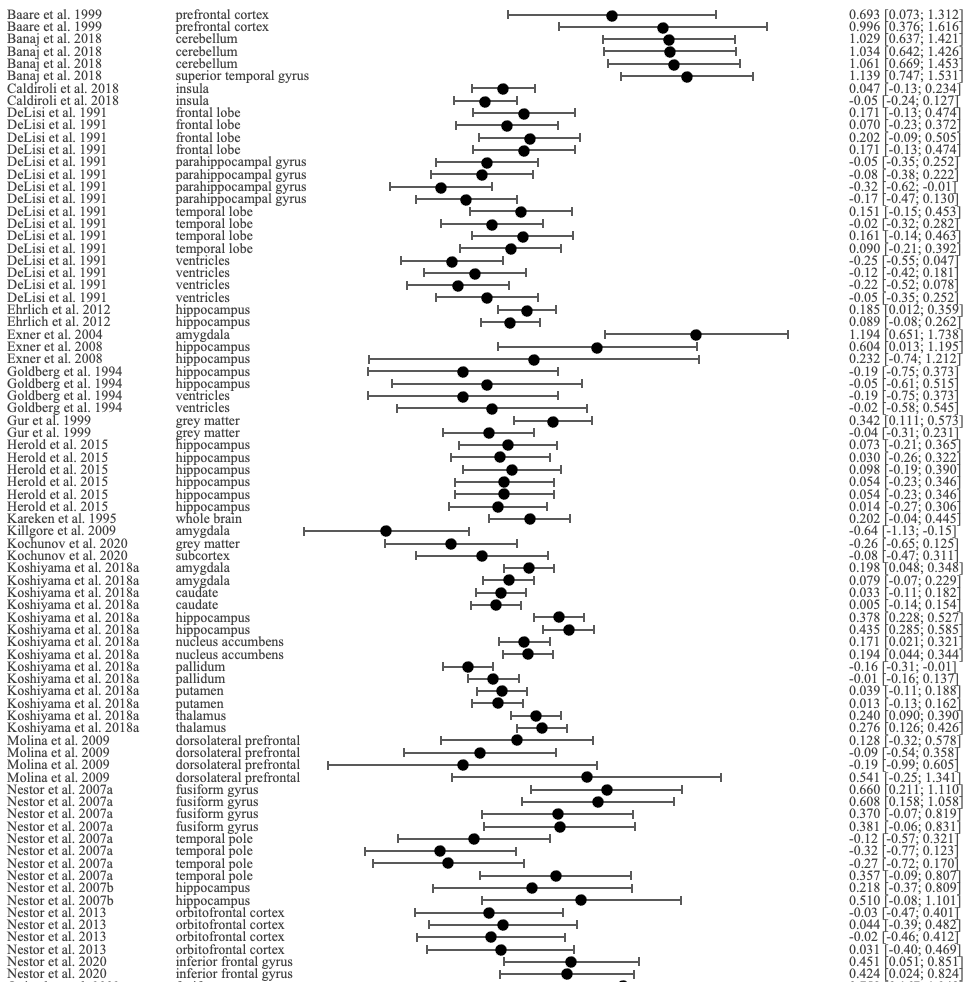 Baare et al. 1999 prefrontal cortex 0.693 [0.073; 1.312]
Baare et al. 1999 prefrontal cortex 0.996 [0.376; 1.616]
Banaj et al. 2018 cerebellum 1.029 [0.637; 1.421]
Banaj et al. 2018 cerebellum 1.034 [0.642; 1.426]
Banaj et al. 2018 cerebellum 1.061 [0.669; 1.453]
Banaj et al. 2018 superior temporal gyrus 1.139 [0.747; 1.531]
Caldiroli et al. 2018 insula 0.047 [-0.13; 0.234]
Caldiroli et al. 2018 insula -0.05 [-0.24; 0.127]
DeLisi et al. 1991 frontal lobe 0.171 [-0.13; 0.474]
DeLisi et al. 1991 frontal lobe 0.070 [-0.23; 0.372]
DeLisi et al. 1991 frontal lobe 0.202 [-0.09; 0.505]
DeLisi et al. 1991 frontal lobe 0.171 [-0.13; 0.474]
DeLisi et al. 1991 parahippocampal gyrus -0.05 [-0.35; 0.252]
DeLisi et al. 1991 parahippocampal gyrus -0.08 [-0.38; 0.222]
DeLisi et al. 1991 parahippocampal gyrus -0.32 [-0.62; -0.01]
DeLisi et al. 1991 parahippocampal gyrus -0.17 [-0.47; 0.130]
DeLisi et al. 1991 temporal lobe 0.151 [-0.15; 0.453]
DeLisi et al. 1991 temporal lobe -0.02 [-0.32; 0.282]
DeLisi et al. 1991 temporal lobe 0.161 [-0.14; 0.463]
DeLisi et al. 1991 temporal lobe 0.090 [-0.21; 0.392]
DeLisi et al. 1991 ventricles -0.25 [-0.55; 0.047]
DeLisi et al. 1991 ventricles -0.12 [-0.42; 0.181]
DeLisi et al. 1991 ventricles -0.22 [-0.52; 0.078]
DeLisi et al. 1991 ventricles -0.05 [-0.35; 0.252]
Ehrlich et al. 2012 hippocampus 0.185 [0.012; 0.359]
Ehrlich et al. 2012 hippocampus 0.089 [-0.08; 0.262]
Exner et al. 2004 amygdala 1.194 [0.651; 1.738]
Exner et al. 2008 hippocampus 0.604 [0.013; 1.195]
Exner et al. 2008 hippocampus 0.232 [-0.74; 1.212]
Goldberg et al. 1994 hippocampus -0.19 [-0.75; 0.373]
Goldberg et al. 1994 hippocampus -0.05 [-0.61; 0.515]
Goldberg et al. 1994 ventricles -0.19 [-0.75; 0.373]
Goldberg et al. 1994 ventricles -0.02 [-0.58; 0.545]
Gur et al. 1999 grey matter 0.342 [0.111; 0.573]
Gur et al. 1999 grey matter -0.04 [-0.31; 0.231]
Herold et al. 2015 hippocampus 0.073 [-0.21; 0.365]
Herold et al. 2015 hippocampus 0.030 [-0.26; 0.322]
Herold et al. 2015 hippocampus 0.098 [-0.19; 0.390]
Herold et al. 2015 hippocampus 0.054 [-0.23; 0.346]
Herold et al. 2015 hippocampus 0.054 [-0.23; 0.346]
Herold et al. 2015 hippocampus 0.014 [-0.27; 0.306]
Kareken et al. 1995 whole brain 0.202 [-0.04; 0.445]
Killgore et al. 2009 amygdala -0.64 [-1.13; -0.15]
Kochunov et al. 2020 grey matter -0.26 [-0.65; 0.125]
Kochunov et al. 2020 subcortex -0.08 [-0.47; 0.311]
Koshiyama et al. 2018a amygdala 0.198 [0.048; 0.348]
Koshiyama et al. 2018a amygdala 0.079 [-0.07; 0.229]
Koshiyama et al. 2018a caudate 0.033 [-0.11; 0.182]
Koshiyama et al. 2018a caudate 0.005 [-0.14; 0.154]
Koshiyama et al. 2018a hippocampus 0.378 [0.228; 0.527]
Koshiyama et al. 2018a hippocampus 0.435 [0.285; 0.585]
Koshiyama et al. 2018a nucleus accumbens 0.171 [0.021; 0.321]
Koshiyama et al. 2018a nucleus accumbens 0.194 [0.044; 0.344]
Koshiyama et al. 2018a pallidum -0.16 [-0.31; -0.01]
Koshiyama et al. 2018a pallidum -0.01 [-0.16; 0.137]
Koshiyama et al. 2018a putamen 0.039 [-0.11; 0.188]
Koshiyama et al. 2018a putamen 0.013 [-0.13; 0.162]
Koshiyama et al. 2018a thalamus 0.240 [0.090; 0.390]
Koshiyama et al. 2018a thalamus 0.276 [0.126; 0.426]
Molina et al. 2009 dorsolateral prefrontal 0.128 [-0.32; 0.578]
Molina et al. 2009 dorsolateral prefrontal -0.09 [-0.54; 0.358]
Molina et al. 2009 dorsolateral prefrontal -0.19 [-0.99; 0.605]
Molina et al. 2009 dorsolateral prefrontal 0.541 [-0.25; 1.341]
Nestor et al. 2007a fusiform gyrus 0.660 [0.211; 1.110]
Nestor et al. 2007a fusiform gyrus 0.608 [0.158; 1.058]
Nestor et al. 2007a fusiform gyrus 0.370 [-0.07; 0.819]
Nestor et al. 2007a fusiform gyrus 0.381 [-0.06; 0.831]
Nestor et al. 2007a temporal pole -0.12 [-0.57; 0.321]
Nestor et al. 2007a temporal pole -0.32 [-0.77; 0.123]
Nestor et al. 2007a temporal pole -0.27 [-0.72; 0.170]
Nestor et al. 2007a temporal pole 0.357 [-0.09; 0.807]
Nestor et al. 2007b hippocampus 0.218 [-0.37; 0.809]
Nestor et al. 2007b hippocampus 0.510 [-0.08; 1.101]
Nestor et al. 2013 orbitofrontal cortex -0.03 [-0.47; 0.401]
Nestor et al. 2013 orbitofrontal cortex 0.044 [-0.39; 0.482]
Nestor et al. 2013 orbitofrontal cortex -0.02 [-0.46; 0.412]
Nestor et al. 2013 orbitofrontal cortex 0.031 [-0.40; 0.469]
Nestor et al. 2020 inferior frontal gyrus 0.451 [0.051; 0.851]
Nestor et al. 2020 inferior frontal gyrus 0.424 [0.024; 0.824]